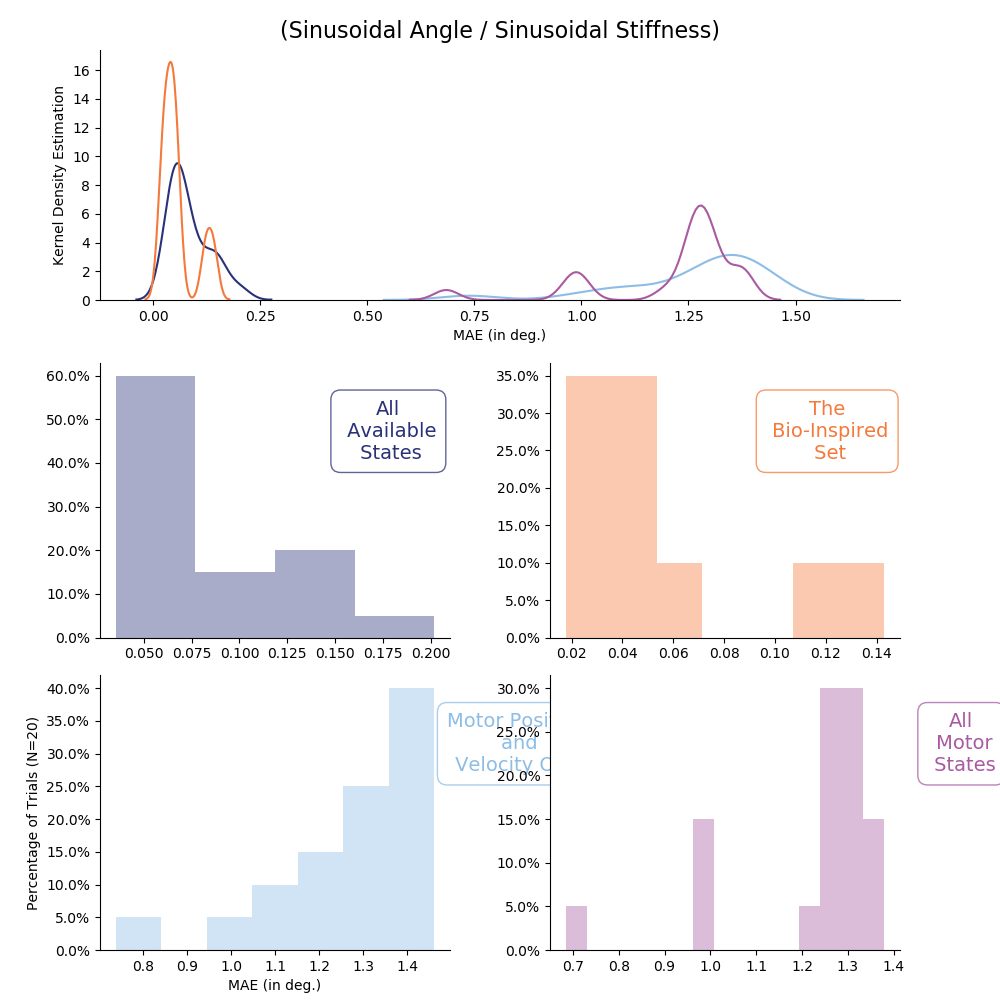 (Sinusoidal Angle / Sinusoidal Stiffness)
Kernel Density Estimation
16
14
12
10
8
6
4
2
0
0.00 0.25 0.50 0.75 1.00 1.25 1.50
MAE (in deg.)
60.0%
50.0%
40.0%
30.0%
20.0%
10.0%
0.0%
All
Available
States
0.050 0.075 0.100 0.125 0.150 0.175 0.200
35.0%
30.0%
25.0%
20.0%
15.0%
10.0%
5.0%
0.0%
The
Bio-Inspired
Set
0.02 0.04 0.06 0.08 0.10 0.12 0.14
Percentage of Trials (N=20)
40.0%
35.0%
30.0%
25.0%
20.0%
15.0%
10.0%
5.0%
0.0%
Motor
and
Velocity
0.8 0.9 1.0 1.1 1.2 1.3 1.4
MAE (in deg.)
30.0%
25.0%
20.0%
15.0%
10.0%
5.0%
0.0%
All
Motor
States
0.7 0.8 0.9 1.0 1.1 1.2 1.3 1.4